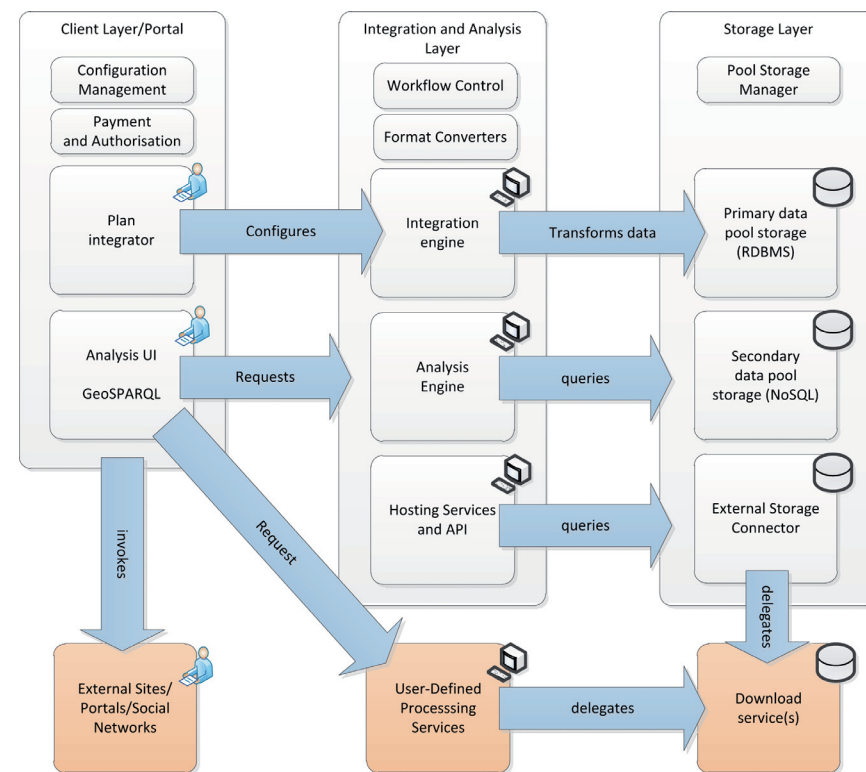 Client Layer/Portal
Configuration
Management
Payment
and Authorisation
Plan
integrator
Analysis UI
GeoSPARQL
Integration and Analysis
Layer
Workflow Control
Format Converters
Integration
engine
Analysis
Engine
Hosting Services
and API
Storage Layer
Pool Storage
Manager
Primary data
pool storage
(RDBMS)
Secondary
data pool
storage (NoSQL)
External Storage
Connector
Configures
Transforms data
Requests
queries
queries
invokes
Request
delegates
External Sites/
Portals/Social
Networks
User-Defined
Processsing
Services
delegates
Download
service(s)